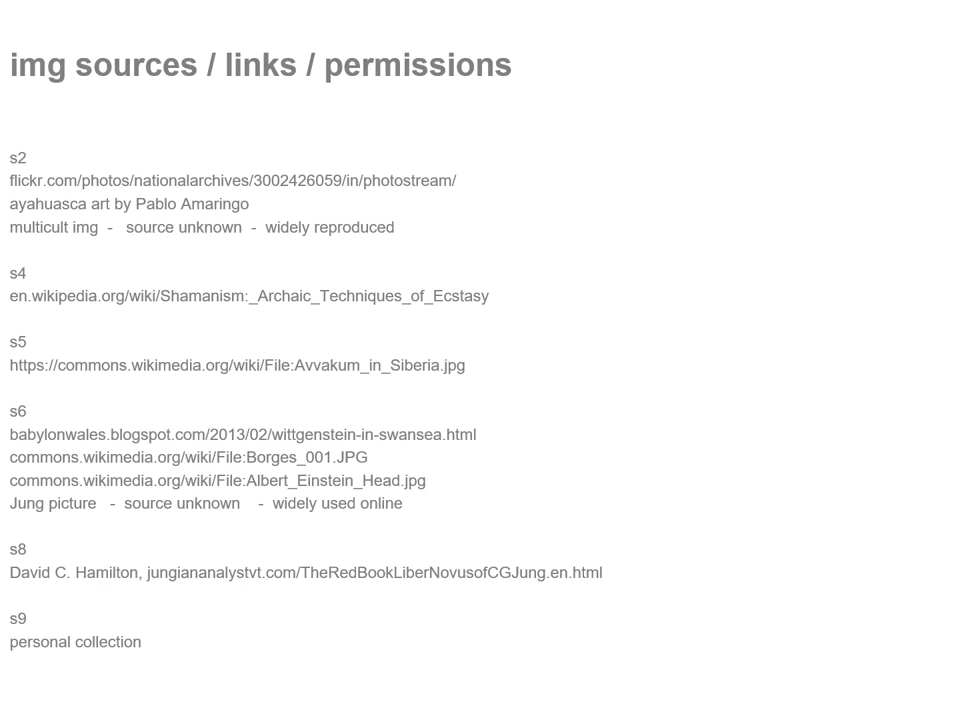 img sources / links / permissions
s2
flickr.com/photos/nationalarchives/3002426059/in/photostream/
ayahuasca art by Pablo Amaringo
multicult img - source unknown - widely reproduced
s4
en.wikipedia.org/wiki/Shamanism:_Archaic_Techniques_of_Ecstasy
s5
https://commons.wikimedia.org/wiki/File:Avvakum_in_Siberia.jpg
s6
babylonwales.blogspot.com/2013/02/wittgenstein-in-swansea.html
commons.wikimedia.org/wiki/File:Borges_001.JPG
commons.wikimedia.org/wiki/File:Albert_Einstein_Head.jpg
Jung picture - source unknown - widely used online
s8
David C. Hamilton, jungiananalystvt.com/TheRedBookLiberNovusofCGJung.en.html
s9
personal collection